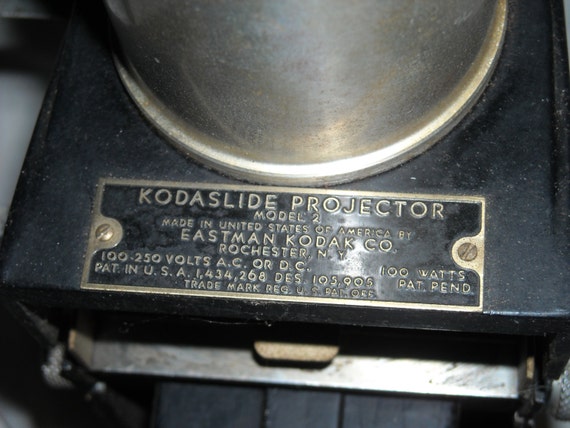 KODASLIDE PROJECTOR
MODEL 2
MADE IN UNITED STATES OF AMERICA BY
EASTMAN KODAK CO.
ROCHESTER, N.Y.
100-250 VOLTS A.C. OR D.C. 100 WATTS
PAT. IN U.S.A. 1,434,268 DES. 105,905 PAT. PEND
TRADE MARK REG. U.S. PAT. OFF.